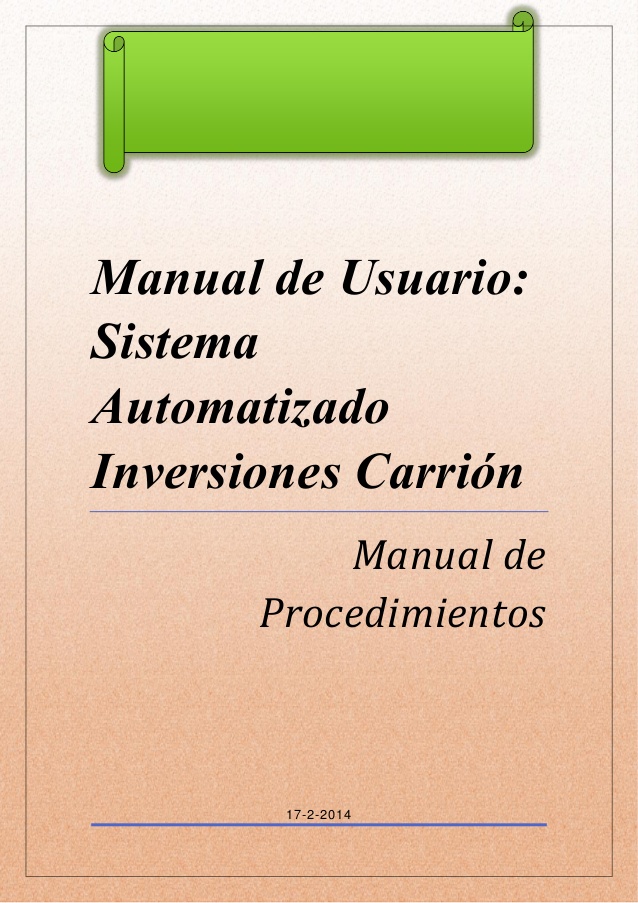 Manual de Usuario:
Sistema
Automatizado
Inversiones Carrión
Manual de
Procedimientos
17-2-2014